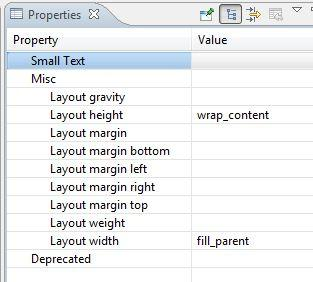 Properties
Property Value
Small Text
Misc
Layout gravity
Layout height wrap_content
Layout margin
Layout margin bottom
Layout margin left
Layout margin right
Layout margin top
Layout weight
Layout width fill_parent
Deprecated